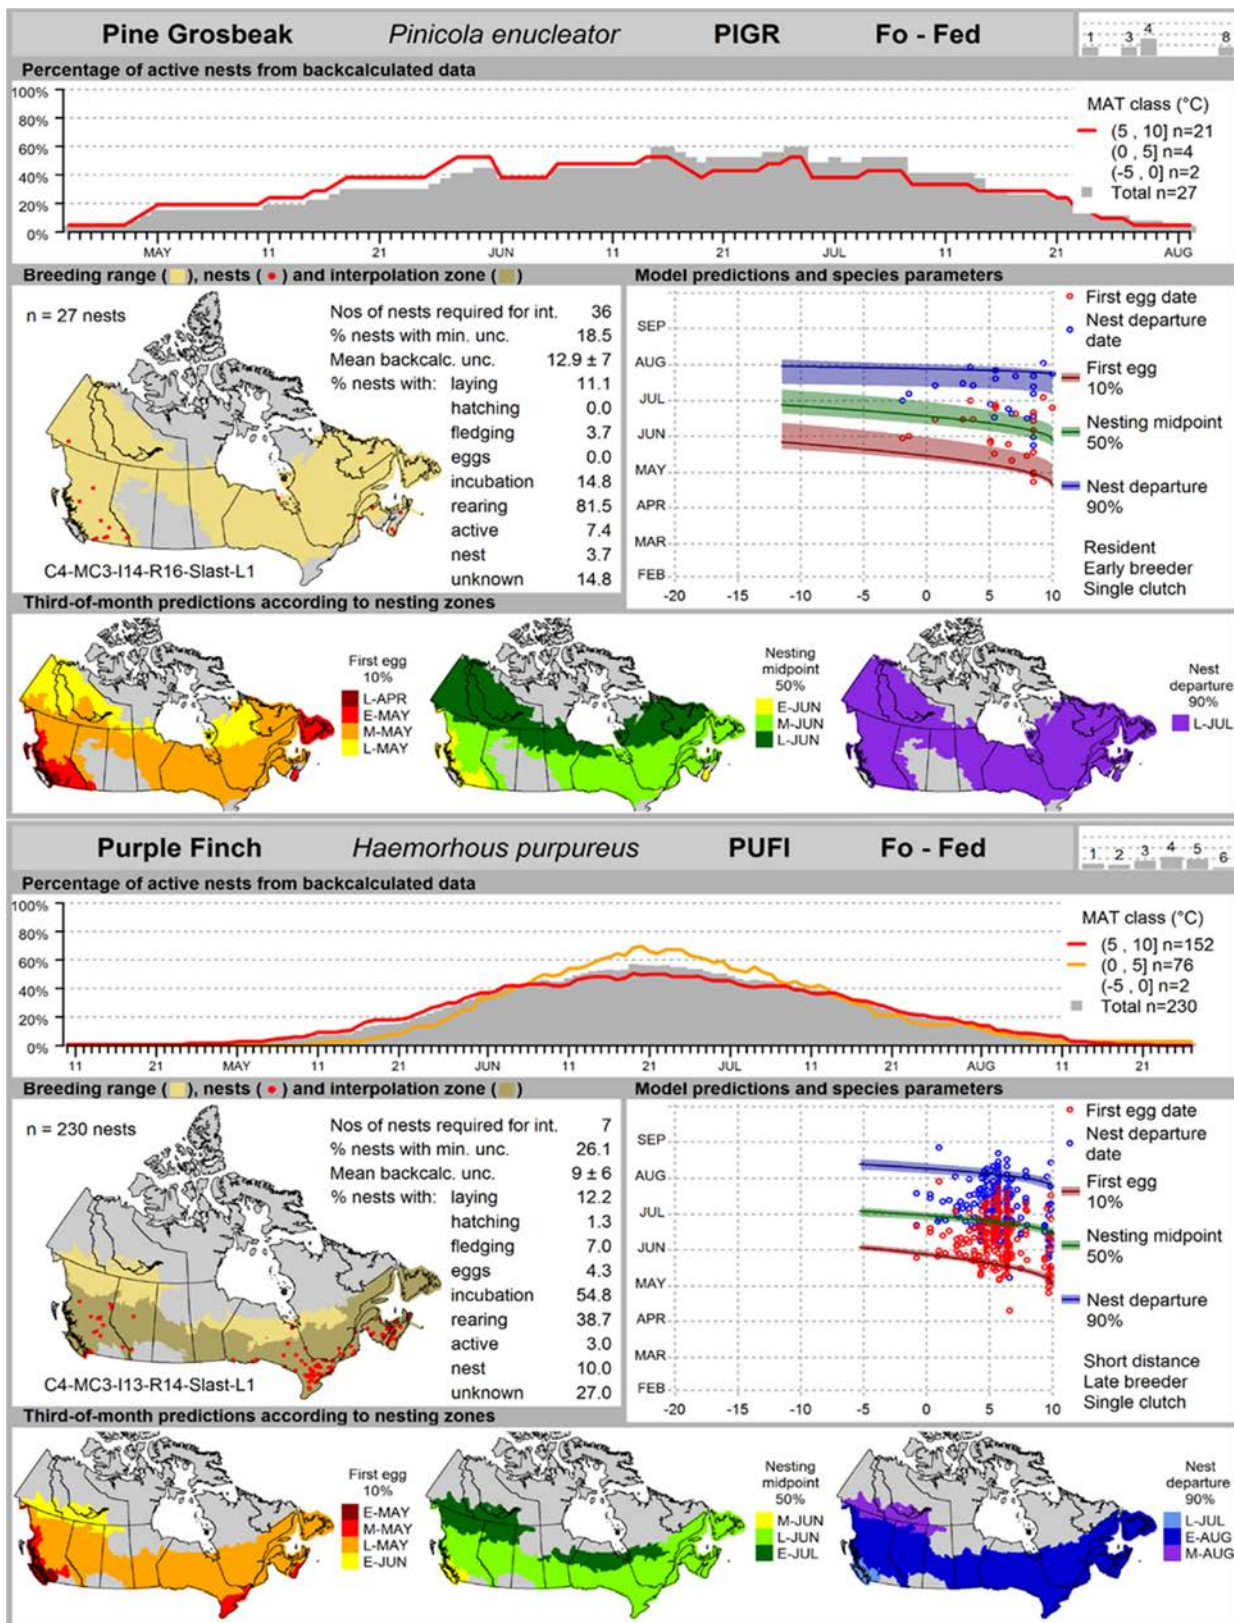 Pine Grosbeak Pinicola enucleator PIGR Fo - Fed
1 3 4 8
Percentage of active nests from backcalculated data
100%
80%
60%
40%
20%
0%
MAT class (°C)
(5 , 10] n=21
(0 , 5] n=4
(-5 , 0] n=2
Total n=27
MAY 11 21 JUN 11 21 JUL 11 21 AUG
Breeding range ( ), nests ( ) and interpolation zone ( )
n = 27 nests
Nos of nests required for int. 36
% nests with min. unc. 18.5
Mean backcalc. unc. 12.9 ± 7
% nests with: laying 11.1
hatching 0.0
fledging 3.7
eggs 0.0
incubation 14.8
rearing 81.5
active 7.4
nest 3.7
unknown 14.8
C4-MC3-I14-R16-Slast-L1
Model predictions and species parameters
SEP
AUG
JUL
JUN
MAY
APR
MAR
FEB
-20 -15 -10 -5 0 5 10
First egg date
Nest departure
date
First egg
10%
Nesting midpoint
50%
Nest departure
90%
Resident
Early breeder
Single clutch
Third-of-month predictions according to nesting zones
First egg
10%
L-APR
E-MAY
M-MAY
L-MAY
Nesting
midpoint
50%
E-JUN
M-JUN
L-JUN
Nest
departure
90%
L-JUL
Purple Finch Haemorhous purpureus PUFI Fo - Fed
1 2 3 4 5 6
Percentage of active nests from backcalculated data
100%
80%
60%
40%
20%
0%
MAT class (°C)
(5 , 10] n=152
(0 , 5] n=76
(-5 , 0] n=2
Total n=230
11 21 MAY 11 21 JUN 11 21 JUL 11 21 AUG 11 21
Breeding range ( ), nests ( ) and interpolation zone ( )
n = 230 nests
Nos of nests required for int. 7
% nests with min. unc. 26.1
Mean backcalc. unc. 9 ± 6
% nests with: laying 12.2
hatching 1.3
fledging 7.0
eggs 4.3
incubation 54.8
rearing 38.7
active 3.0
nest 10.0
unknown 27.0
C4-MC3-I13-R14-Slast-L1
Model predictions and species parameters
SEP
AUG
JUL
JUN
MAY
APR
MAR
FEB
-20 -15 -10 -5 0 5 10
First egg date
Nest departure
date
First egg
10%
Nesting midpoint
50%
Nest departure
90%
Short distance
Late breeder
Single clutch
Third-of-month predictions according to nesting zones
First egg
10%
E-MAY
M-MAY
L-MAY
E-JUN
Nesting
midpoint
50%
M-JUN
L-JUN
E-JUL
Nest
departure
90%
L-JUL
E-AUG
M-AUG